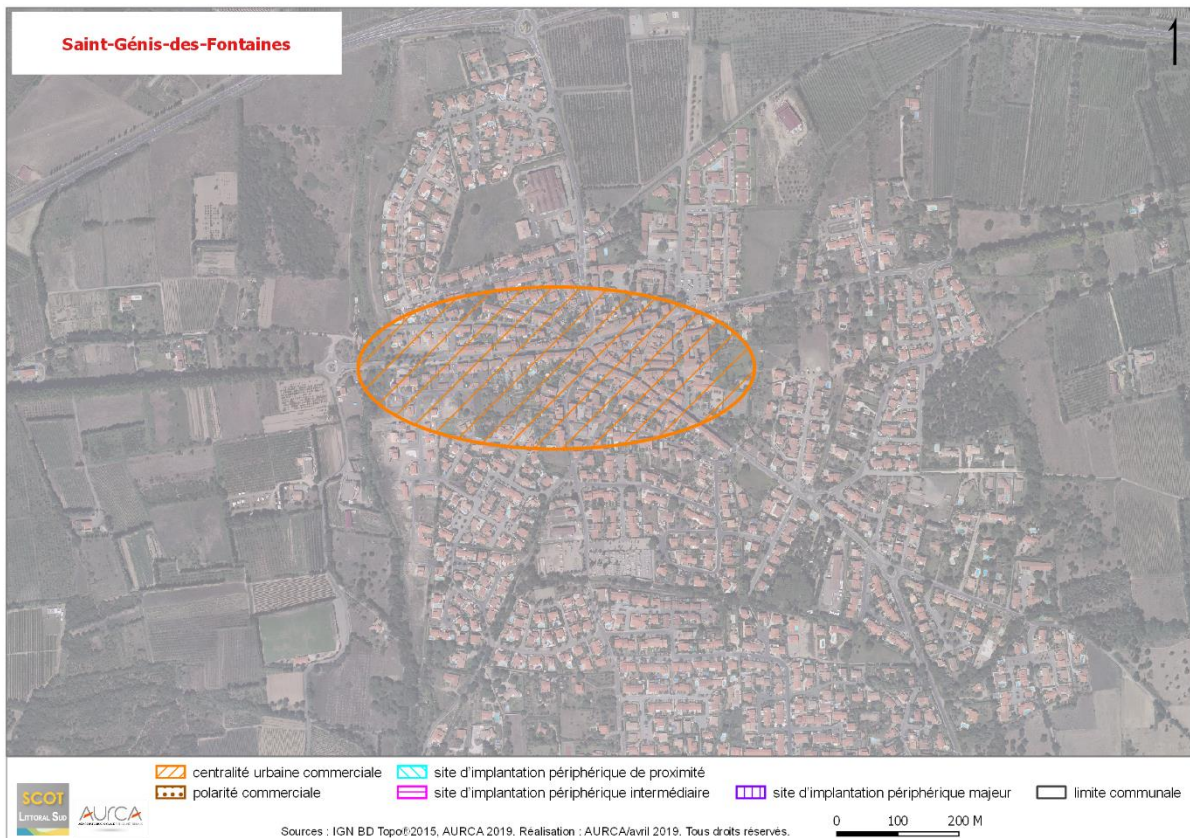 Saint-Génis-des-Fontaines
centralité urbaine commerciale
site d'implantation périphérique de proximité
polarité commerciale
site d'implantation périphérique intermédiaire
site d'implantation périphérique majeur
limite communale
SCOT
LITTORAL SUD
AURCA
Sources : IGN BD Topo®2015, AURCA 2019. Réalisation : AURCA/avril 2019. Tous droits réservés.
0 100 200 M